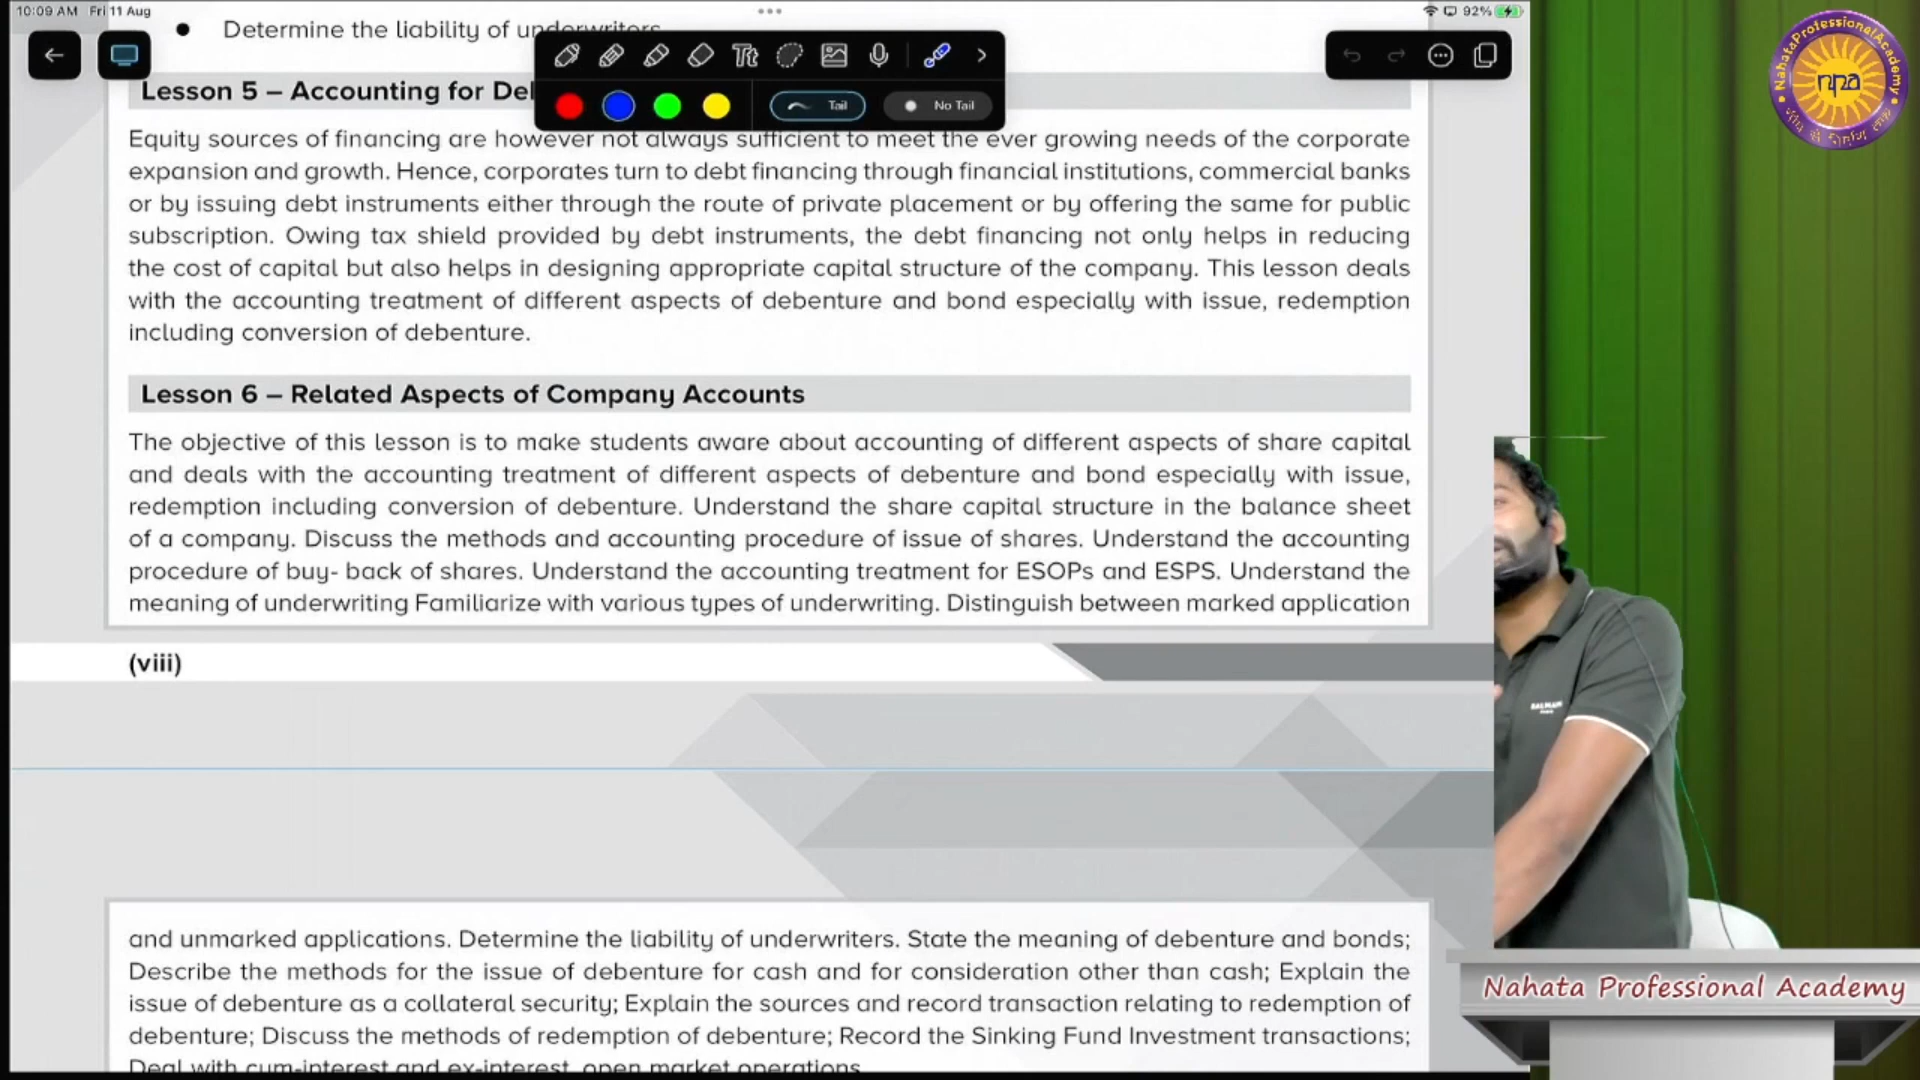 10:09 AM Fri 11 Aug
92%
Determine the liability of underwriters
Tt
Tail
No Tail
Lesson 5 – Accounting for De
Equity sources of financing are however not always sufficient to meet the ever growing needs of the corporate
expansion and growth. Hence, corporates turn to debt financing through financial institutions, commercial banks
or by issuing debt instruments either through the route of private placement or by offering the same for public
subscription. Owing tax shield provided by debt instruments, the debt financing not only helps in reducing
the cost of capital but also helps in designing appropriate capital structure of the company. This lesson deals
with the accounting treatment of different aspects of debenture and bond especially with issue, redemption
including conversion of debenture.
Lesson 6 – Related Aspects of Company Accounts
The objective of this lesson is to make students aware about accounting of different aspects of share capital
and deals with the accounting treatment of different aspects of debenture and bond especially with issue,
redemption including conversion of debenture. Understand the share capital structure in the balance sheet
of a company. Discuss the methods and accounting procedure of issue of shares. Understand the accounting
procedure of buy- back of shares. Understand the accounting treatment for ESOPs and ESPS. Understand the
meaning of underwriting Familiarize with various types of underwriting. Distinguish between marked application
(viii)
and unmarked applications. Determine the liability of underwriters. State the meaning of debenture and bonds;
Describe the methods for the issue of debenture for cash and for consideration other than cash; Explain the
issue of debenture as a collateral security; Explain the sources and record transaction relating to redemption of
debenture; Discuss the methods of redemption of debenture; Record the Sinking Fund Investment transactions;
Deal with cum-interest and ex-interest, open market operations
NahataProfessionalAcademy
npa
BALMAIN
Nahata Professional Academy